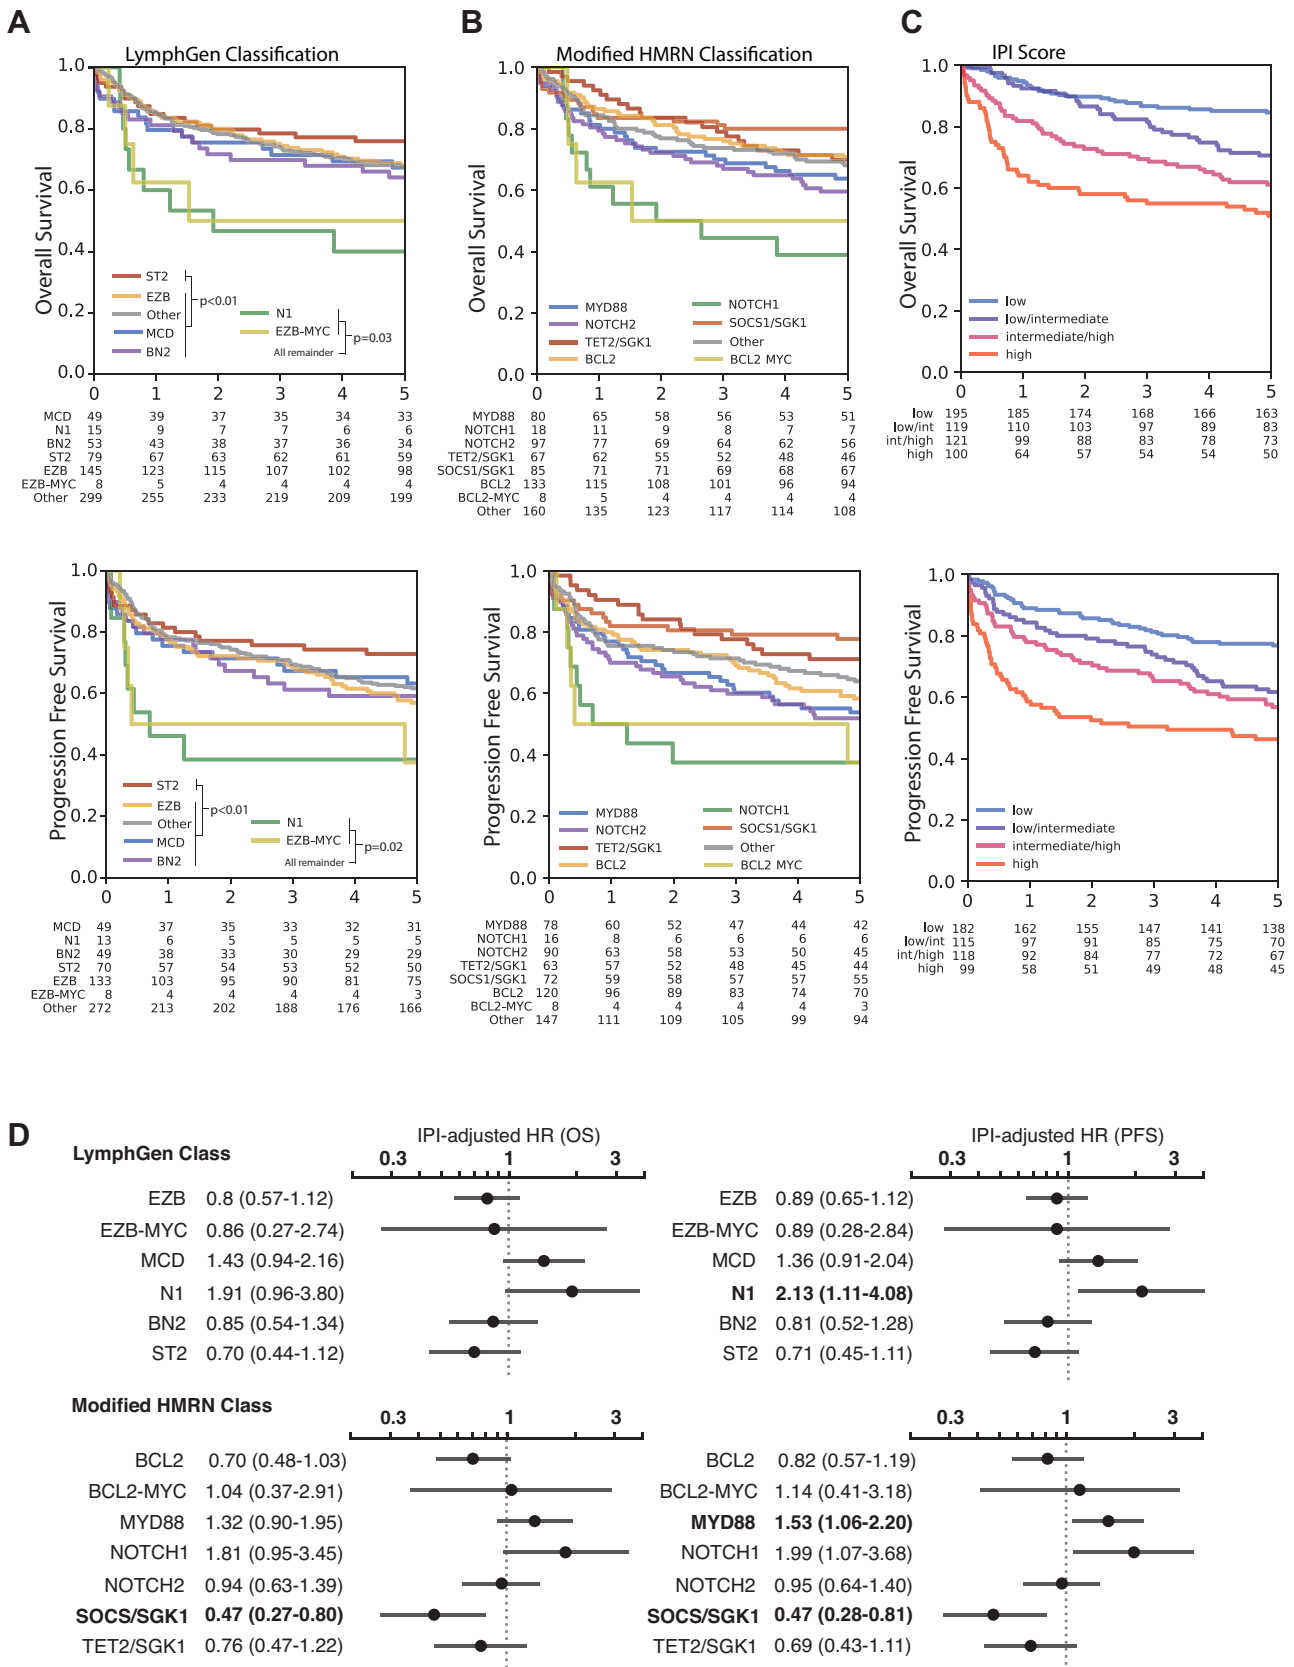 A
B
C
LymphGen Classification
Modified HMRN Classification
IPI Score
Overall Survival
1.0
0.8
0.6
0.4
0.2
0.0
0 1 2 3 4 5
ST2
EZB
Other
MCD
BN2
p<0.01
N1
EZB-MYC
All remainder
p=0.03
MCD 49 39 37 35 34 33
N1 15 9 7 7 6 6
BN2 53 43 38 37 36 34
ST2 79 67 63 62 61 59
EZB 145 123 115 107 102 98
EZB-MYC 8 5 4 4 4 4
Other 299 255 233 219 209 199
Overall Survival
1.0
0.8
0.6
0.4
0.2
0.0
0 1 2 3 4 5
MYD88
NOTCH2
TET2/SGK1
BCL2
NOTCH1
SOCS1/SGK1
Other
BCL2 MYC
MYD88 80 65 58 56 53 51
NOTCH1 18 11 9 8 7 7
NOTCH2 97 77 69 64 62 56
TET2/SGK1 67 62 55 52 48 46
SOCS1/SGK1 85 71 71 69 68 67
BCL2 133 115 108 101 96 94
BCL2-MYC 8 5 4 4 4 4
Other 160 135 123 117 114 108
Overall Survival
1.0
0.8
0.6
0.4
0.2
0.0
0 1 2 3 4 5
low
low/intermediate
intermediate/high
high
low 195 185 174 168 166 163
low/int 119 110 103 97 89 83
int/high 121 99 88 83 78 73
high 100 64 57 54 54 50
Progression Free Survival
1.0
0.8
0.6
0.4
0.2
0.0
0 1 2 3 4 5
ST2
EZB
Other
MCD
BN2
p<0.01
N1
EZB-MYC
All remainder
p=0.02
MCD 49 37 35 33 32 31
N1 13 6 5 5 5 5
BN2 49 38 33 30 29 29
ST2 70 57 54 53 52 50
EZB 133 103 95 90 81 75
EZB-MYC 8 4 4 4 4 3
Other 272 213 202 188 176 166
Progression Free Survival
1.0
0.8
0.6
0.4
0.2
0.0
0 1 2 3 4 5
MYD88
NOTCH2
TET2/SGK1
BCL2
NOTCH1
SOCS1/SGK1
Other
BCL2 MYC
MYD88 78 60 52 47 44 42
NOTCH1 16 8 6 6 6 6
NOTCH2 90 63 58 53 50 45
TET2/SGK1 63 57 52 48 45 44
SOCS1/SGK1 72 59 58 57 57 55
BCL2 120 96 89 83 74 70
BCL2-MYC 8 4 4 4 4 3
Other 147 111 109 105 99 94
Progression Free Survival
1.0
0.8
0.6
0.4
0.2
0.0
0 1 2 3 4 5
low
low/intermediate
intermediate/high
high
low 182 162 155 147 141 138
low/int 115 97 91 85 75 70
int/high 118 92 84 77 72 67
high 99 58 51 49 48 45
D
LymphGen Class
IPI-adjusted HR (OS)
0.3 1 3
EZB 0.8 (0.57-1.12)
EZB-MYC 0.86 (0.27-2.74)
MCD 1.43 (0.94-2.16)
N1 1.91 (0.96-3.80)
BN2 0.85 (0.54-1.34)
ST2 0.70 (0.44-1.12)
IPI-adjusted HR (PFS)
0.3 1 3
EZB 0.89 (0.65-1.12)
EZB-MYC 0.89 (0.28-2.84)
MCD 1.36 (0.91-2.04)
N1 2.13 (1.11-4.08)
BN2 0.81 (0.52-1.28)
ST2 0.71 (0.45-1.11)
Modified HMRN Class
0.3 1 3
BCL2 0.70 (0.48-1.03)
BCL2-MYC 1.04 (0.37-2.91)
MYD88 1.32 (0.90-1.95)
NOTCH1 1.81 (0.95-3.45)
NOTCH2 0.94 (0.63-1.39)
SOCS/SGK1 0.47 (0.27-0.80)
TET2/SGK1 0.76 (0.47-1.22)
0.3 1 3
BCL2 0.82 (0.57-1.19)
BCL2-MYC 1.14 (0.41-3.18)
MYD88 1.53 (1.06-2.20)
NOTCH1 1.99 (1.07-3.68)
NOTCH2 0.95 (0.64-1.40)
SOCS/SGK1 0.47 (0.28-0.81)
TET2/SGK1 0.69 (0.43-1.11)